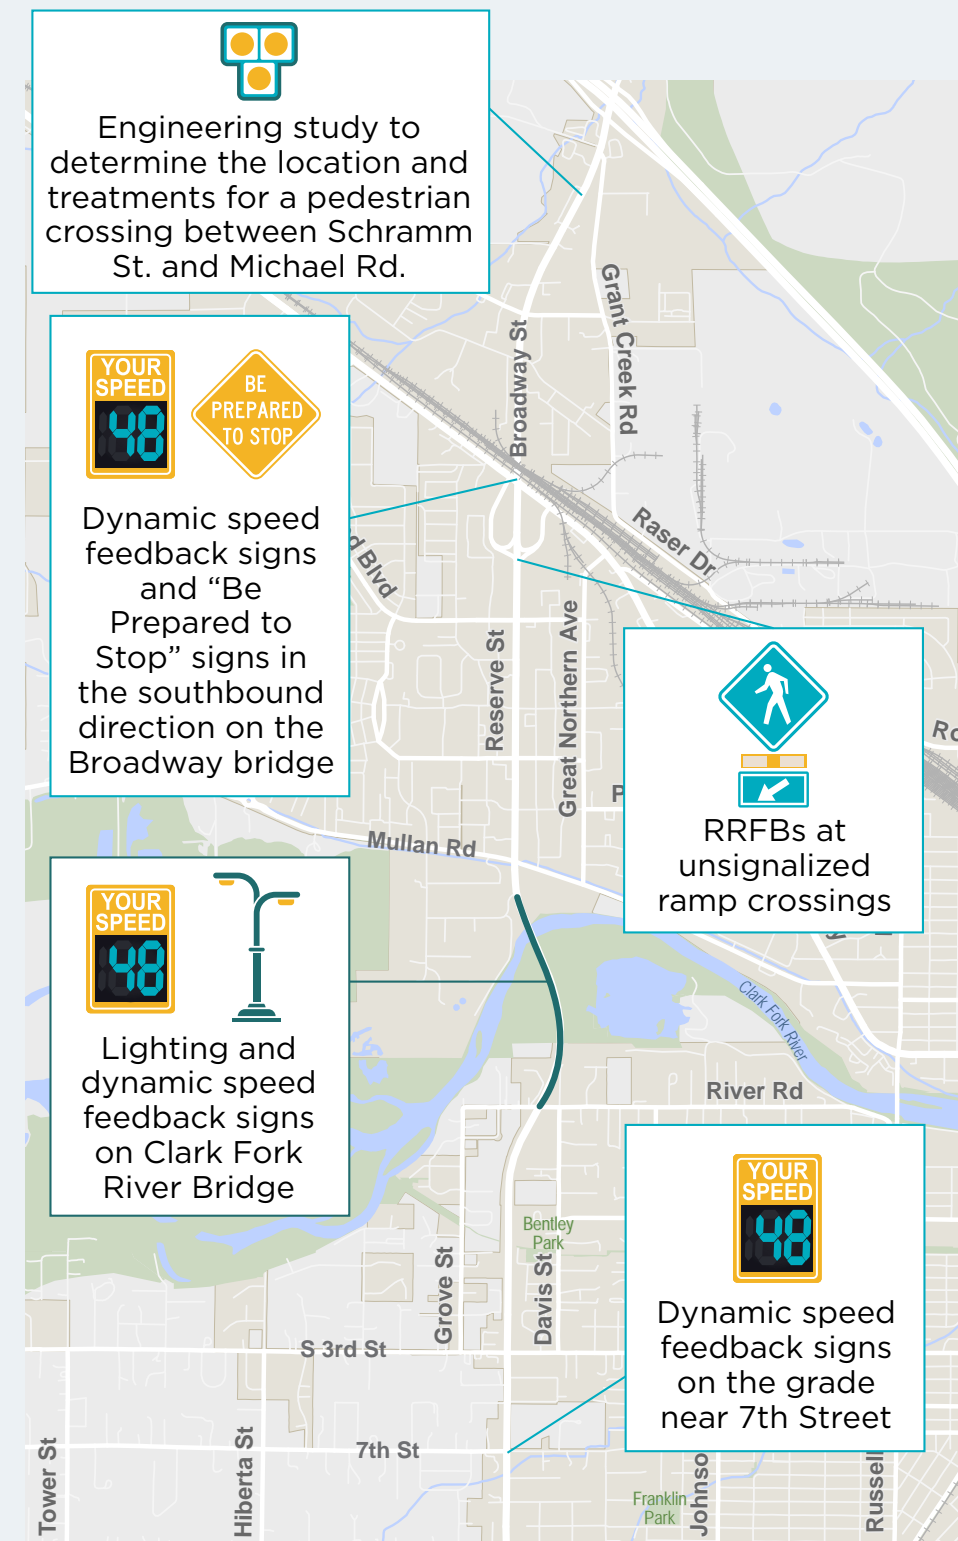 Engineering study to
determine the location and
treatments for a pedestrian
crossing between Schramm
St. and Michael Rd.
Grant Creek Rd
Broadway St
YOUR
SPEED
48
BE
PREPARED
TO STOP
Dynamic speed
feedback signs
and “Be
Prepared to
Stop” signs in
the southbound
direction on the
Broadway bridge
d Blvd
Raser Dr
Reserve St
Great Northern Ave
RRFBs at
unsignalized
ramp crossings
Mullan Rd
YOUR
SPEED
48
Lighting and
dynamic speed
feedback signs
on Clark Fork
River Bridge
Clark Fork River
River Rd
Bentley
Park
Grove St
Davis St
S 3rd St
YOUR
SPEED
48
Dynamic speed
feedback signs
on the grade
near 7th Street
7th St
Tower St
Hiberta St
Franklin
Park
Johnso
Russell